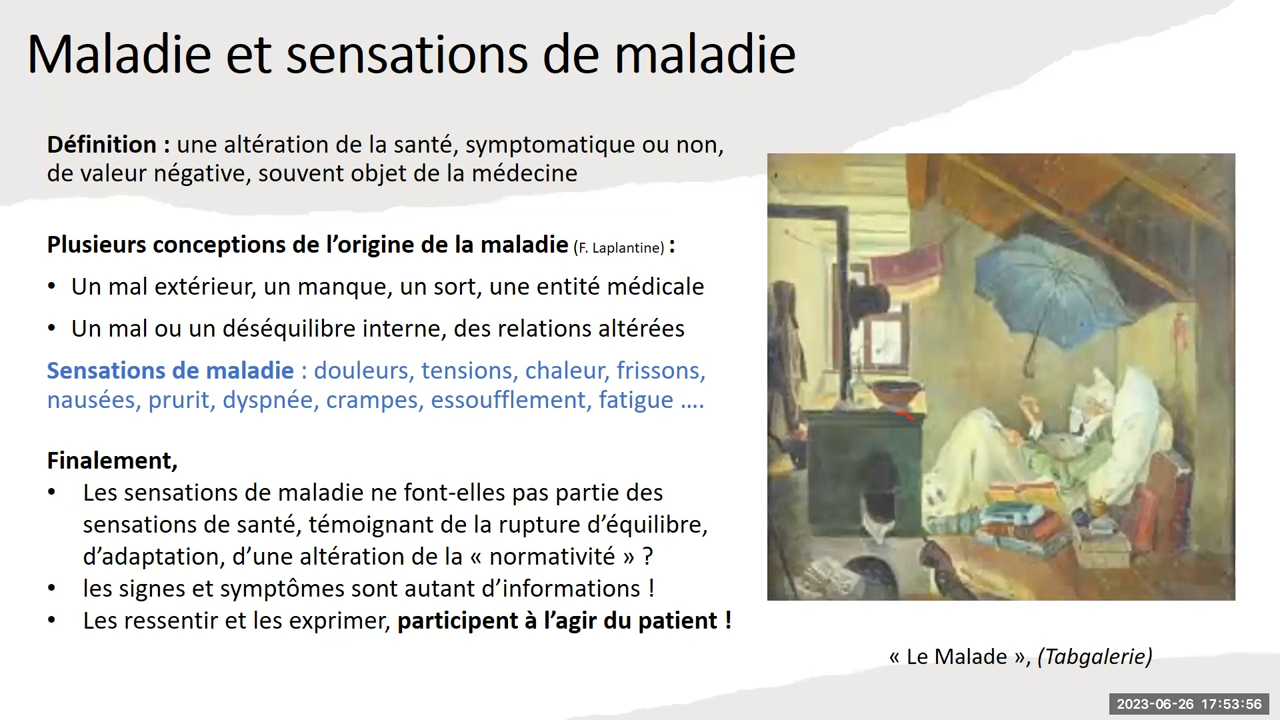 Maladie et sensations de maladie
Définition : une altération de la santé, symptomatique ou non,
de valeur négative, souvent objet de la médecine
Plusieurs conceptions de l’origine de la maladie (F. Laplantine) :
• Un mal extérieur, un manque, un sort, une entité médicale
• Un mal ou un déséquilibre interne, des relations altérées
Sensations de maladie : douleurs, tensions, chaleur, frissons,
nausées, prurit, dyspnée, crampes, essoufflement, fatigue ….
Finalement,
• Les sensations de maladie ne font-elles pas partie des
sensations de santé, témoignant de la rupture d’équilibre,
d’adaptation, d’une altération de la « normativité » ?
• les signes et symptômes sont autant d’informations !
• Les ressentir et les exprimer, participent à l’agir du patient !
« Le Malade », (Tabgalerie)
2023-06-26 17:53:56